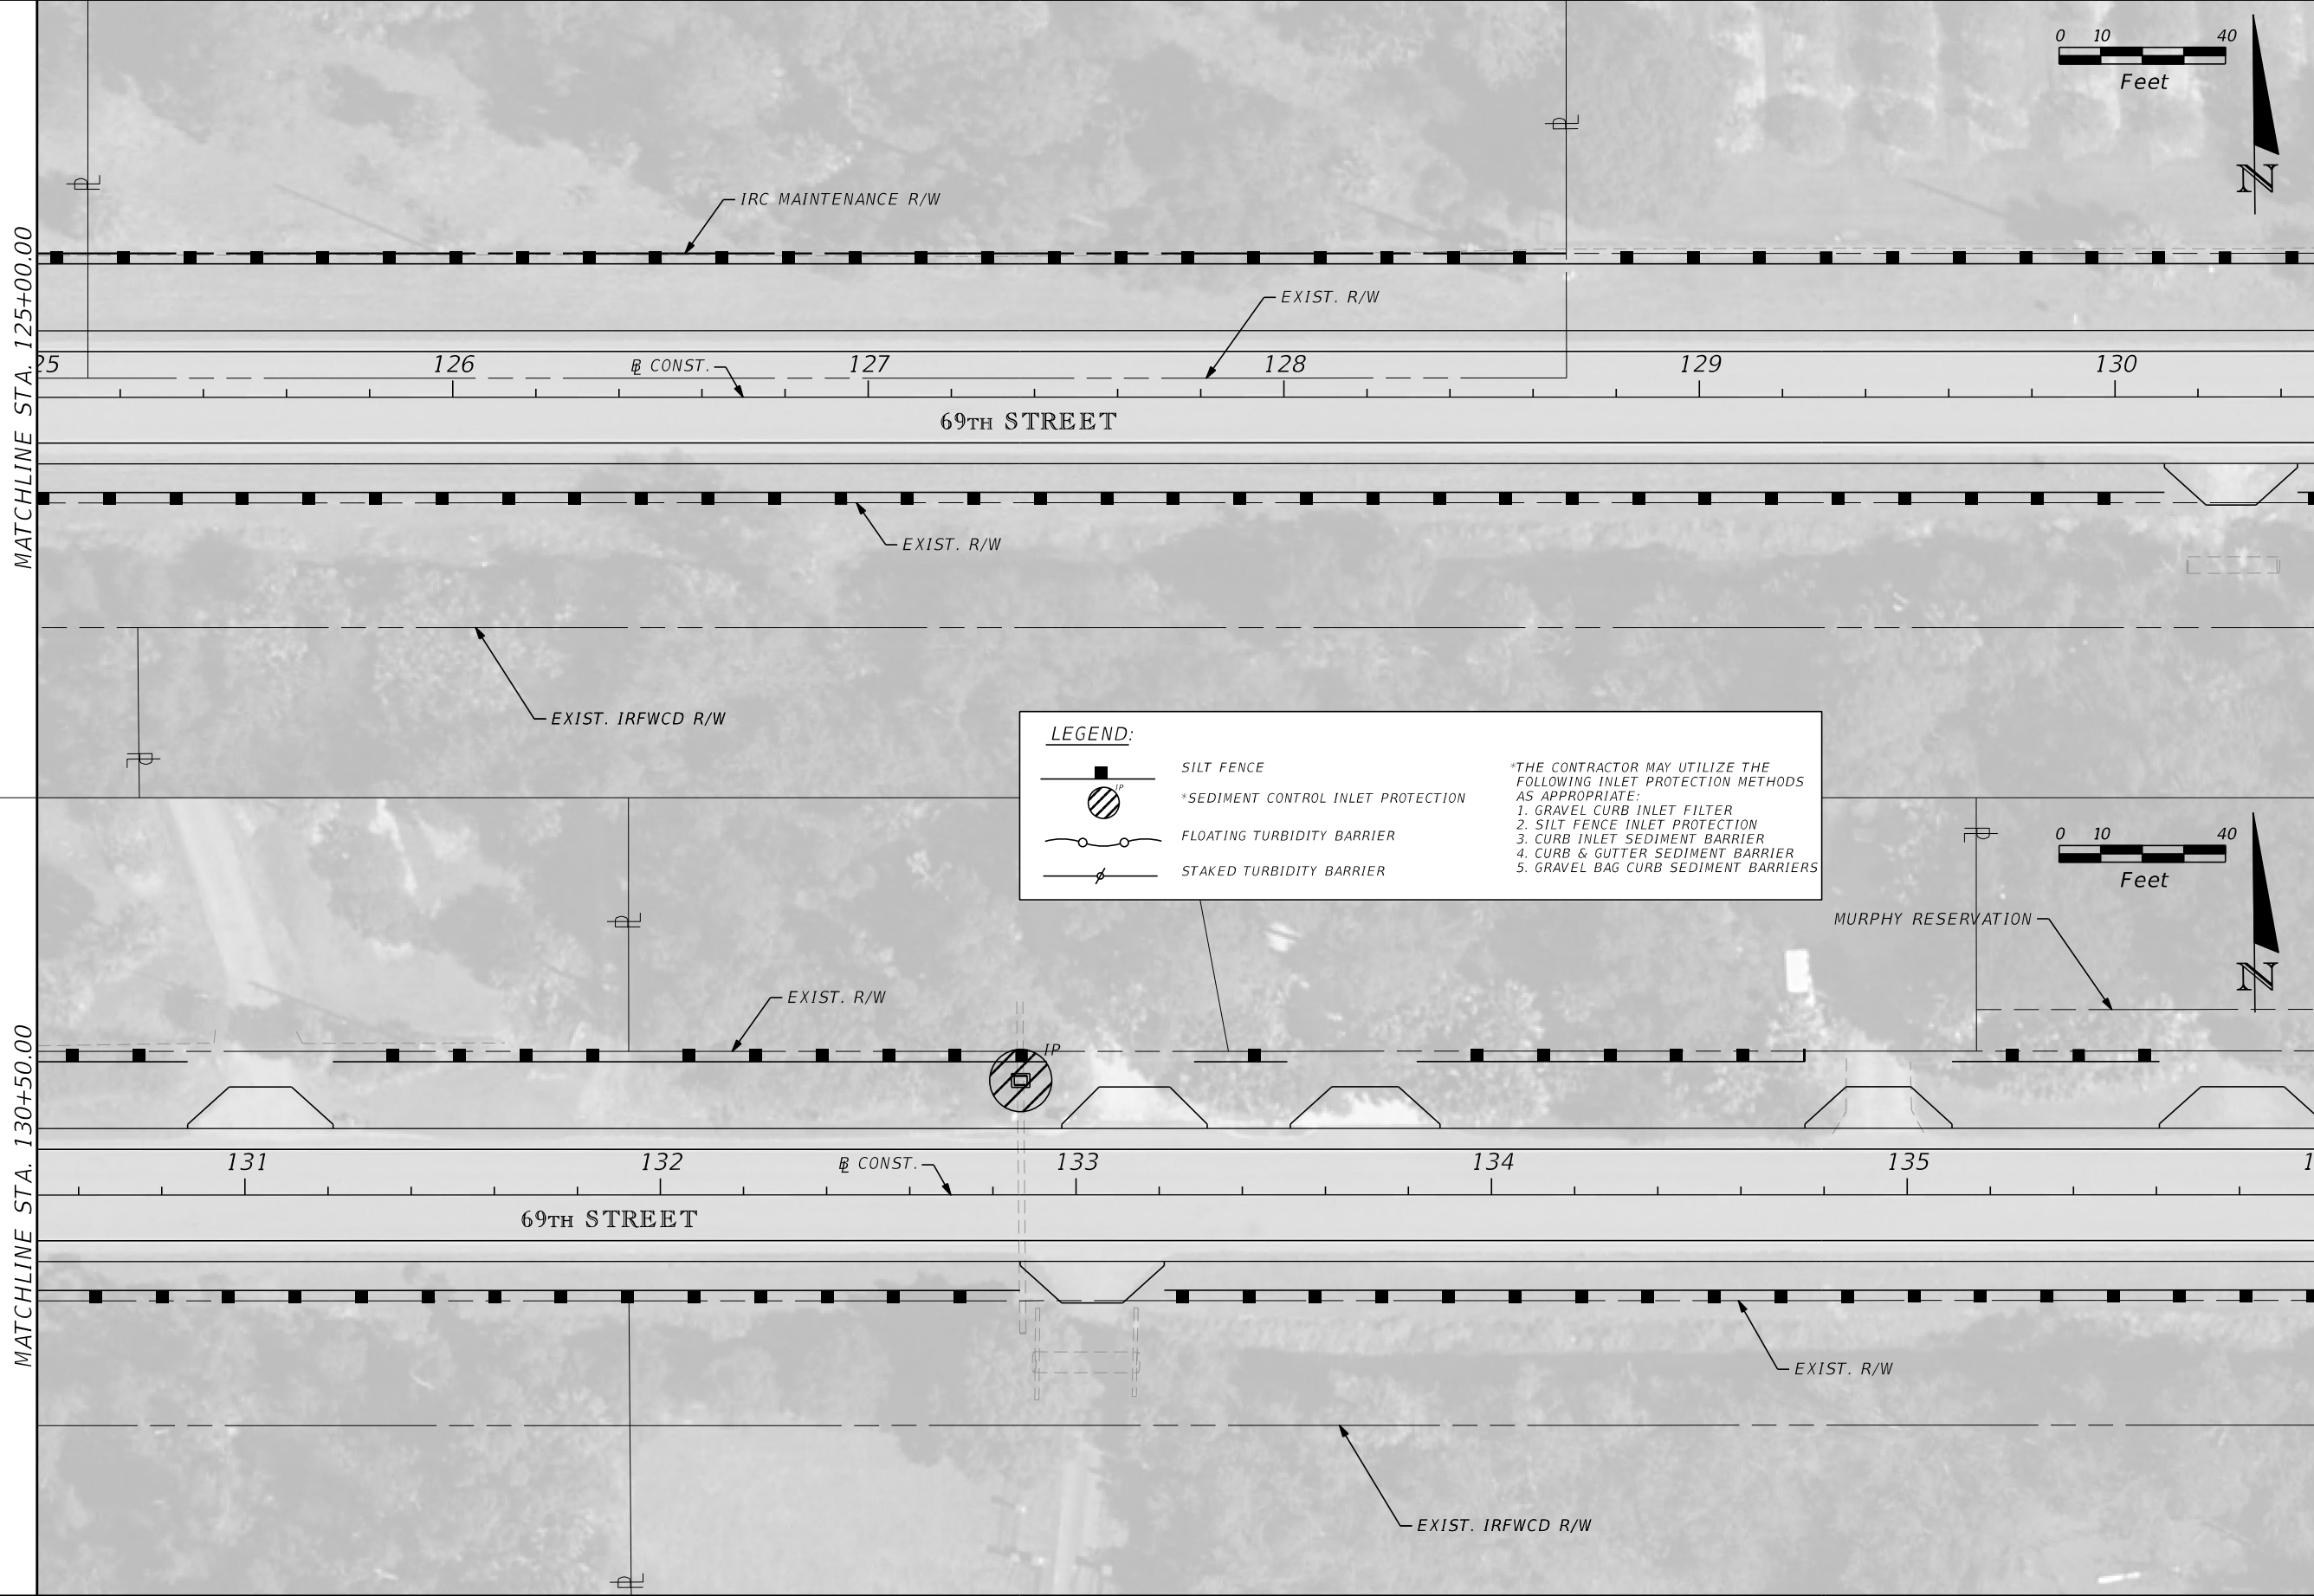 0 10 40
Feet
N
IRC MAINTENANCE R/W
EXIST. R/W
MATCHLINE STA. 125+00.00
25 126 127 128 129 130
BL CONST.
69TH STREET
EXIST. R/W
EXIST. IRFWCD R/W
LEGEND:
SILT FENCE
IP
*SEDIMENT CONTROL INLET PROTECTION
FLOATING TURBIDITY BARRIER
STAKED TURBIDITY BARRIER
*THE CONTRACTOR MAY UTILIZE THE
FOLLOWING INLET PROTECTION METHODS
AS APPROPRIATE:
1. GRAVEL CURB INLET FILTER
2. SILT FENCE INLET PROTECTION
3. CURB INLET SEDIMENT BARRIER
4. CURB & GUTTER SEDIMENT BARRIER
5. GRAVEL BAG CURB SEDIMENT BARRIERS
0 10 40
Feet
N
MURPHY RESERVATION
EXIST. R/W
IP
MATCHLINE STA. 130+50.00
131 132 133 134 135 1
BL CONST.
69TH STREET
EXIST. R/W
EXIST. IRFWCD R/W